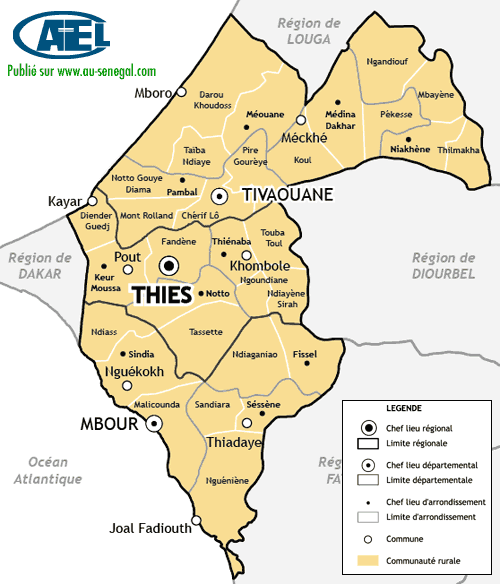 AU
SENEGAL
Publié sur www.au-senegal.com
Région de
LOUGA
Ngandiouf
Mbayène
Mboro
Darou
Khoudoss
Méouane
Médina
Dakhar
Pèkesse
Méckhé
Niakhène
Thilmakha
Taïba
Ndiaye
Pire
Gourèye
Koul
Notto Gouye
Diama
Pambal
TIVAOUANE
Kayar
Diender
Guedj
Mont Rolland
Chérif Lô
Fandène
Thiénaba
Touba
Toul
Région de
DAKAR
Région de
DIOURBEL
Pout
Khombole
Keur
Moussa
Ngoundiane
THIES
Notto
Ndiayène
Sirah
Ndiass
Tassette
Sindia
Ndiaganiao
Fissel
Nguékokh
Malicounda
Sandiara
Séssène
MBOUR
Thiadaye
Océan
Atlantique
Nguèniène
Joal Fadiouth
LEGENDE
Chef lieu régional
Limite régionale
Chef lieu départemental
Limite départementale
Chef lieu d'arrondissement
Limite d'arrondissement
Commune
Communauté rurale